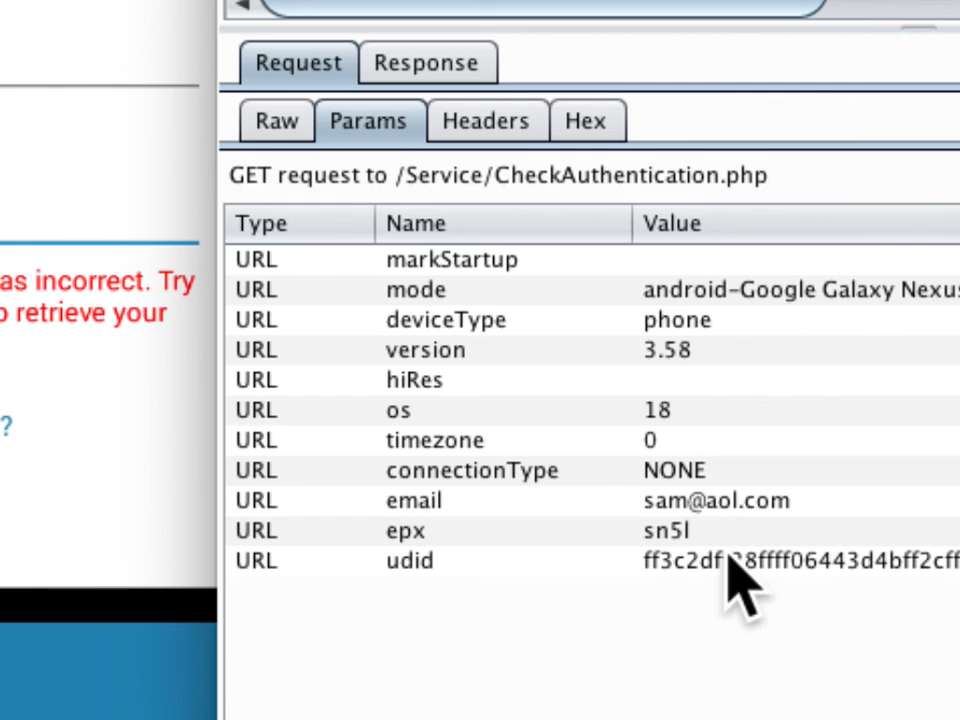 Request Response
Raw Params Headers Hex
GET request to /Service/CheckAuthentication.php
Type Name Value
URL markStartup
URL mode android-Google Galaxy Nexus
URL deviceType phone
URL version 3.58
URL hiRes
URL os 18
URL timezone 0
URL connectionType NONE
URL email sam@aol.com
URL epx sn5l
URL udid
as incorrect. Try
o retrieve your
?